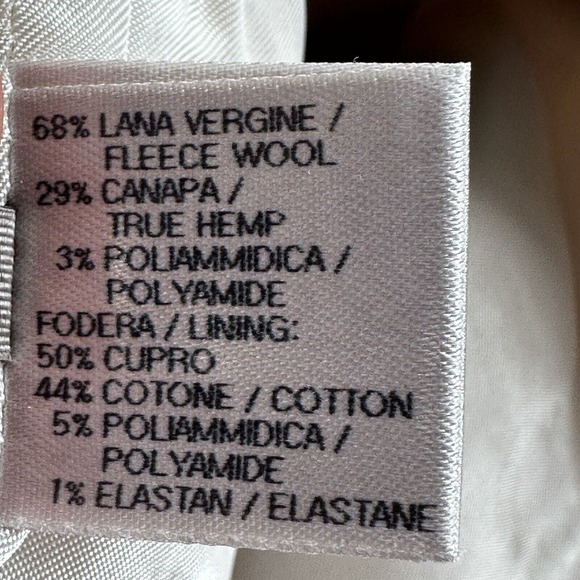 68% LANA VERGINE /
FLEECE WOOL
29% CANAPA /
TRUE HEMP
3% POLIAMMIDICA /
POLYAMIDE
FODERA / LINING:
50% CUPRO
44% COTONE / COTTON
5% POLIAMMIDICA /
POLYAMIDE
1% ELASTAN / ELASTANE